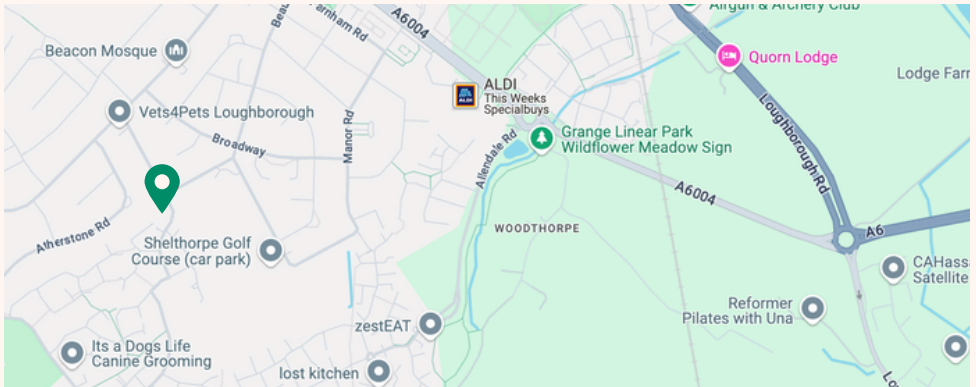 Airgun & Archery Club
A6004
Farnham Rd
Beacon Mosque
Quorn Lodge
ALDI
This Weeks
Specialbuys
Lodge Farm
Vets4Pets Loughborough
Loughborough Rd
Manor Rd
Broadway
Allendale Rd
Grange Linear Park
Wildflower Meadow Sign
A6004
Atherstone Rd
WOODTHORPE
A6
Shelthorpe Golf
Course (car park)
CAHass
Satellite
Reformer
Pilates with Una
zestEAT
Its a Dogs Life
Canine Grooming
lost kitchen